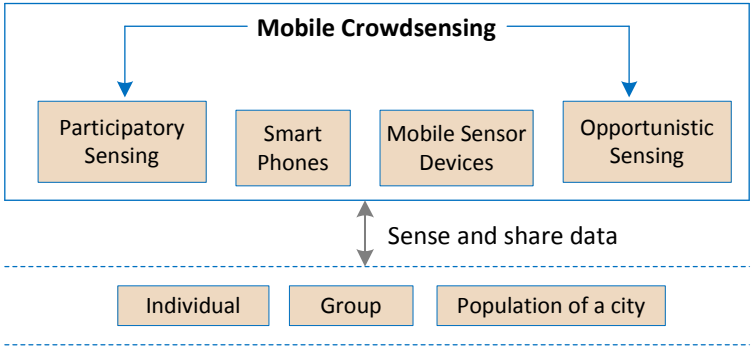 Mobile Crowdsensing
Participatory
Sensing
Smart
Phones
Mobile Sensor
Devices
Opportunistic
Sensing
Sense and share data
Individual
Group
Population of a city